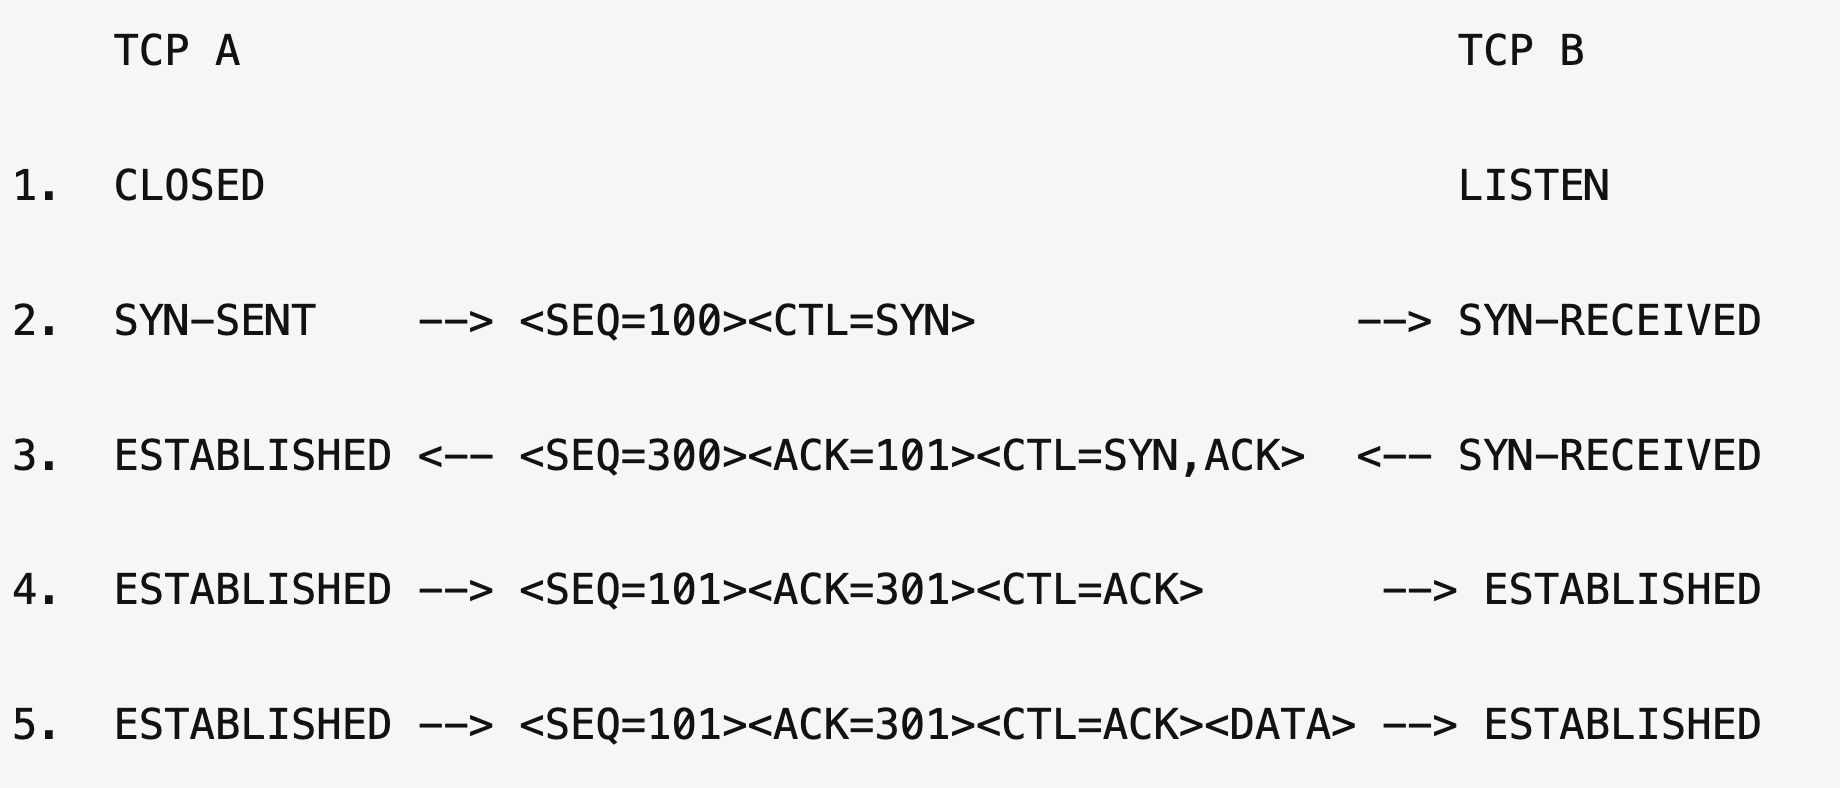 TCP A                                                TCP B
1.  CLOSED                                               LISTEN
2.  SYN-SENT    --> <SEQ=100><CTL=SYN>               --> SYN-RECEIVED
3.  ESTABLISHED <-- <SEQ=300><ACK=101><CTL=SYN,ACK>  <-- SYN-RECEIVED
4.  ESTABLISHED --> <SEQ=101><ACK=301><CTL=ACK>       --> ESTABLISHED
5.  ESTABLISHED --> <SEQ=101><ACK=301><CTL=ACK><DATA> --> ESTABLISHED